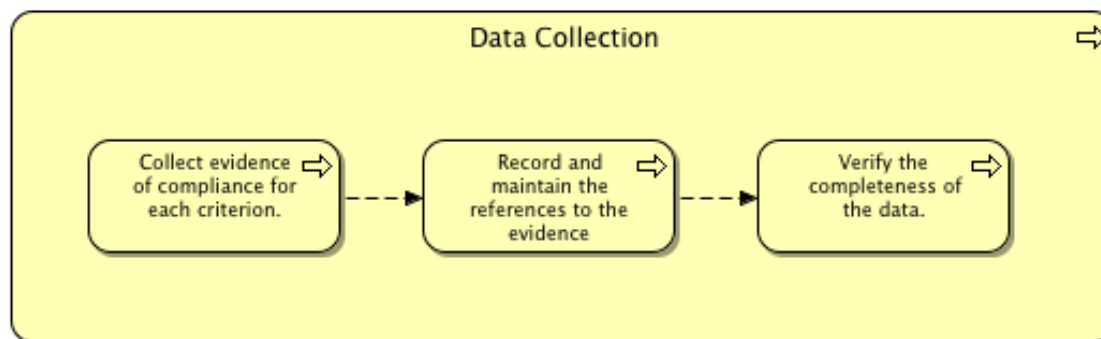 Data Collection
Collect evidence
of compliance for
each criterion.
Record and
maintain the
references to the
evidence
Verify the
completeness of
the data.